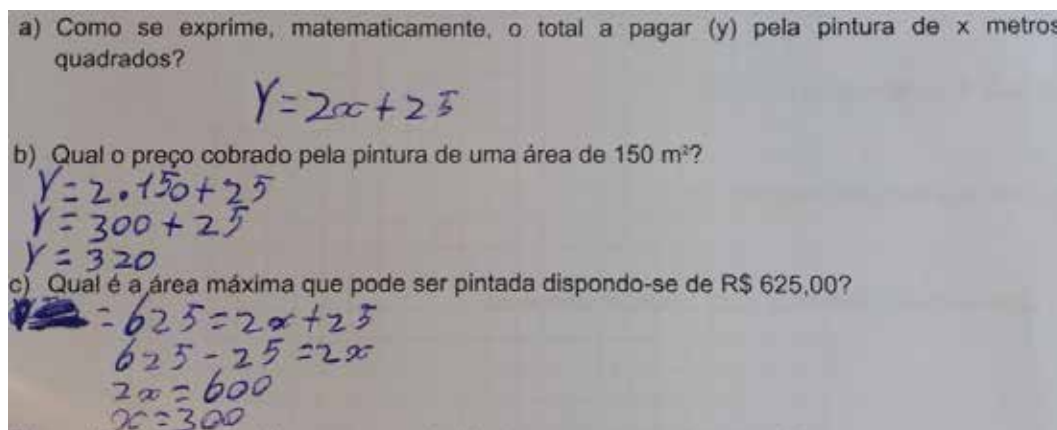 a) Como se exprime, matematicamente, o total a pagar (y) pela pintura de x metros
quadrados?
Y=2x+25
b) Qual o preço cobrado pela pintura de uma área de 150 m²?
Y=2.150+25
Y=300+25
Y=320
c) Qual é a área máxima que pode ser pintada dispondo-se de R$ 625,00?
=625=2x+25
625-25=2x
2x=600
x=300